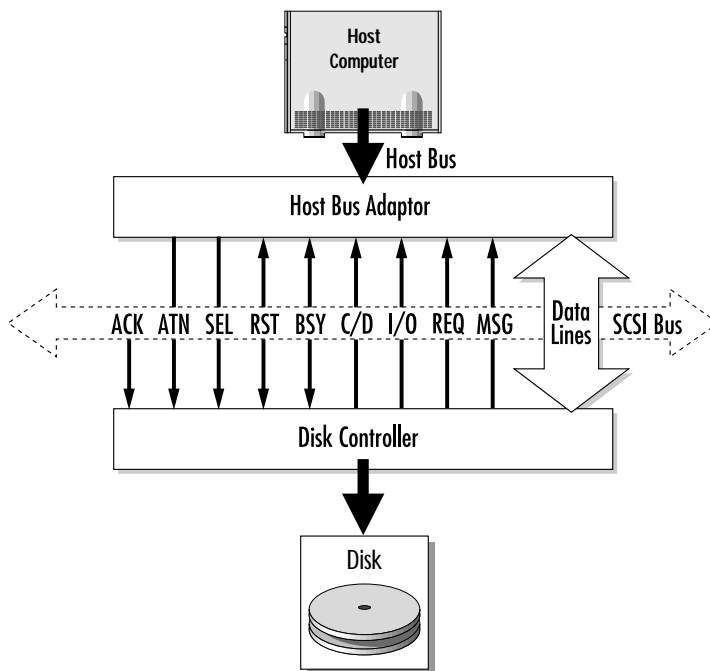 Host
Computer
Host Bus
Host Bus Adaptor
ACK ATN SEL RST BSY C/D I/O REQ MSG
Data
Lines
SCSI Bus
Disk Controller
Disk